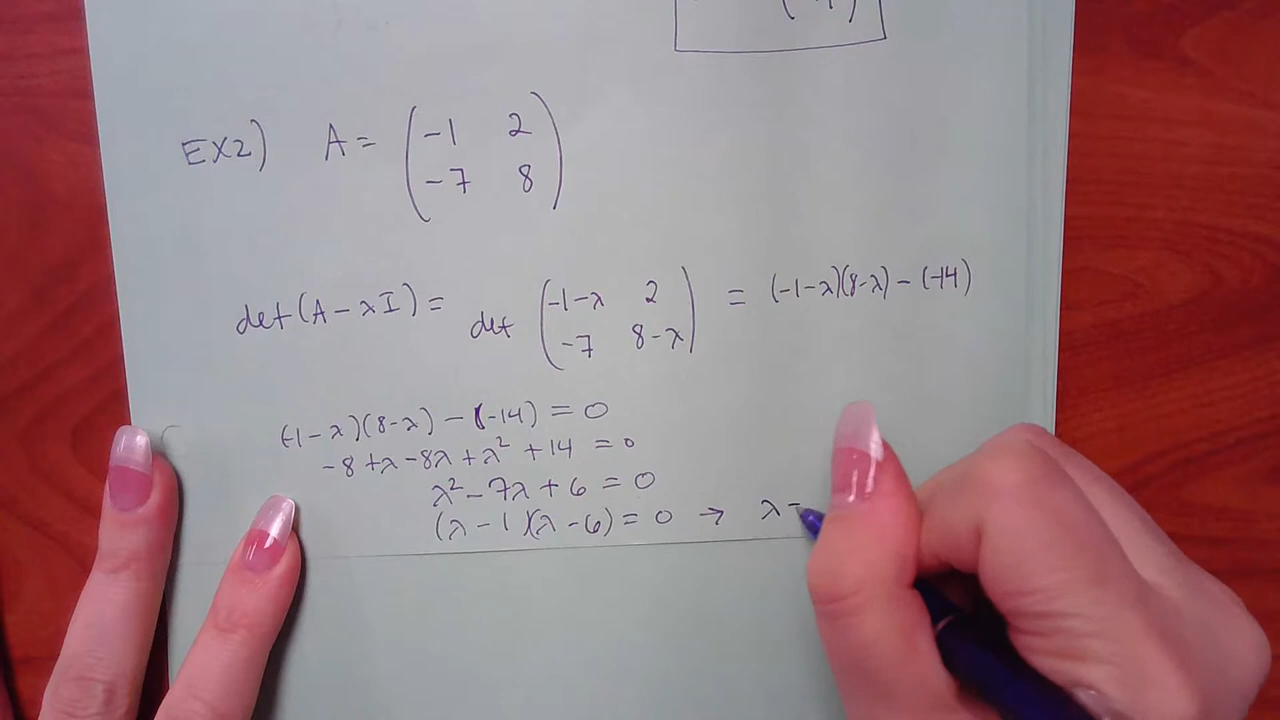 EX2) A = (-1 2
-7 8)
det(A - λI) = det (-1-λ 2
-7 8-λ) = (-1-λ)(8-λ) - (-14)
(-1-λ)(8-λ) - (-14) = 0
-8 + λ - 8λ + λ² + 14 = 0
λ² - 7λ + 6 = 0
(λ - 1)(λ - 6) = 0 → λ =